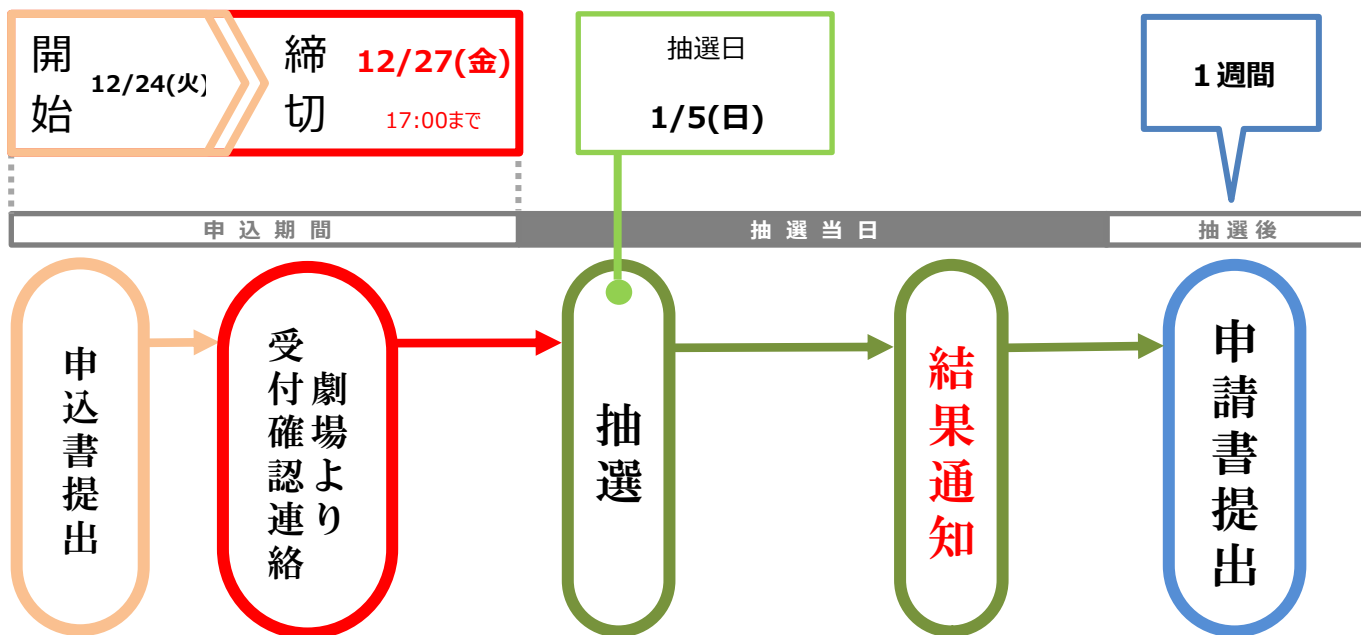 開始
12/24(火)
締切
12/27(金)
17:00まで
抽選日
1/5(日)
1週間
申込期間
抽選当日
抽選後
申込書提出
劇場より
受付確認連絡
抽選
結果通知
申請書提出